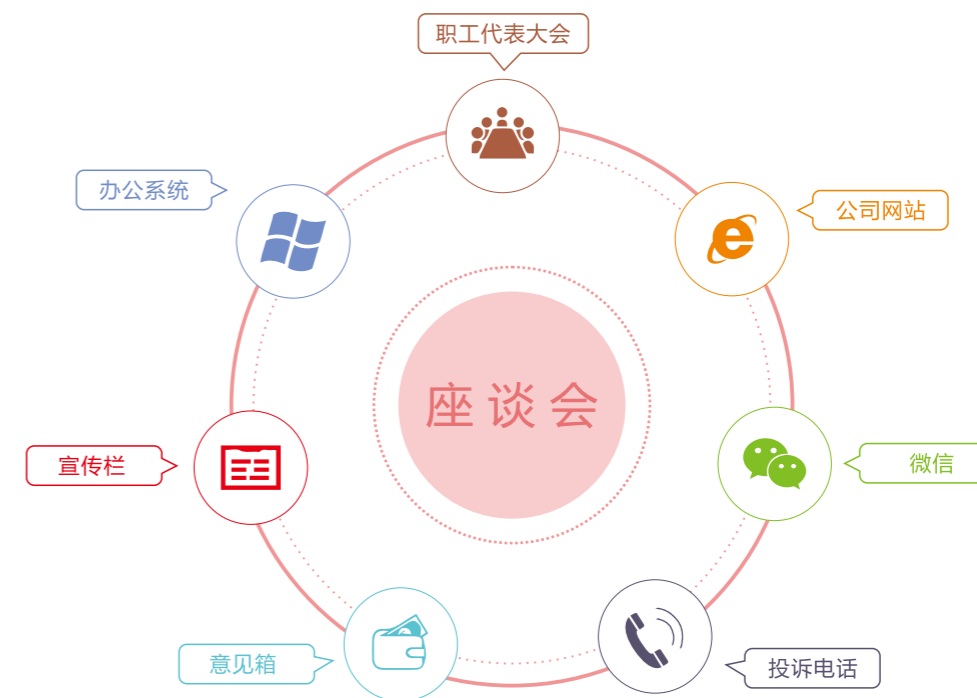 职工代表大会
办公系统
公司网站
座谈会
宣传栏
微信
意见箱
投诉电话